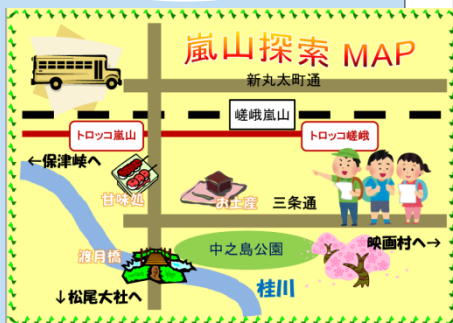 嵐山探索 MAP
新丸太町通
嵯峨嵐山
トロッコ嵐山
トロッコ嵯峨
←保津峡へ
甘味処
お土産
三条通
渡月橋
中之島公園
映画村へ→
桂川
↓松尾大社へ